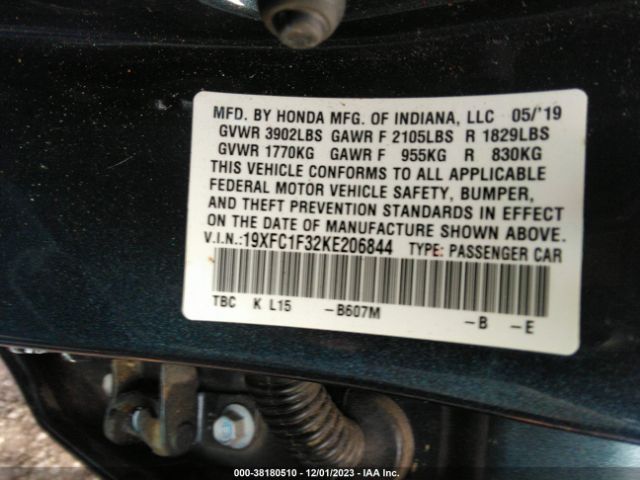 MFD. BY HONDA MFG. OF INDIANA, LLC 05/'19
GVWR 3902LBS GAWR F 2105LBS R 1829LBS
GVWR 1770KG GAWR F 955KG R 830KG
THIS VEHICLE CONFORMS TO ALL APPLICABLE
FEDERAL MOTOR VEHICLE SAFETY, BUMPER,
AND THEFT PREVENTION STANDARDS IN EFFECT
ON THE DATE OF MANUFACTURE SHOWN ABOVE.
V.I.N.:19XFC1F32KE206844 TYPE: PASSENGER CAR
TBC K L15 -B607M -B -E
000-38180510 • 12/01/2023 - IAA Inc.